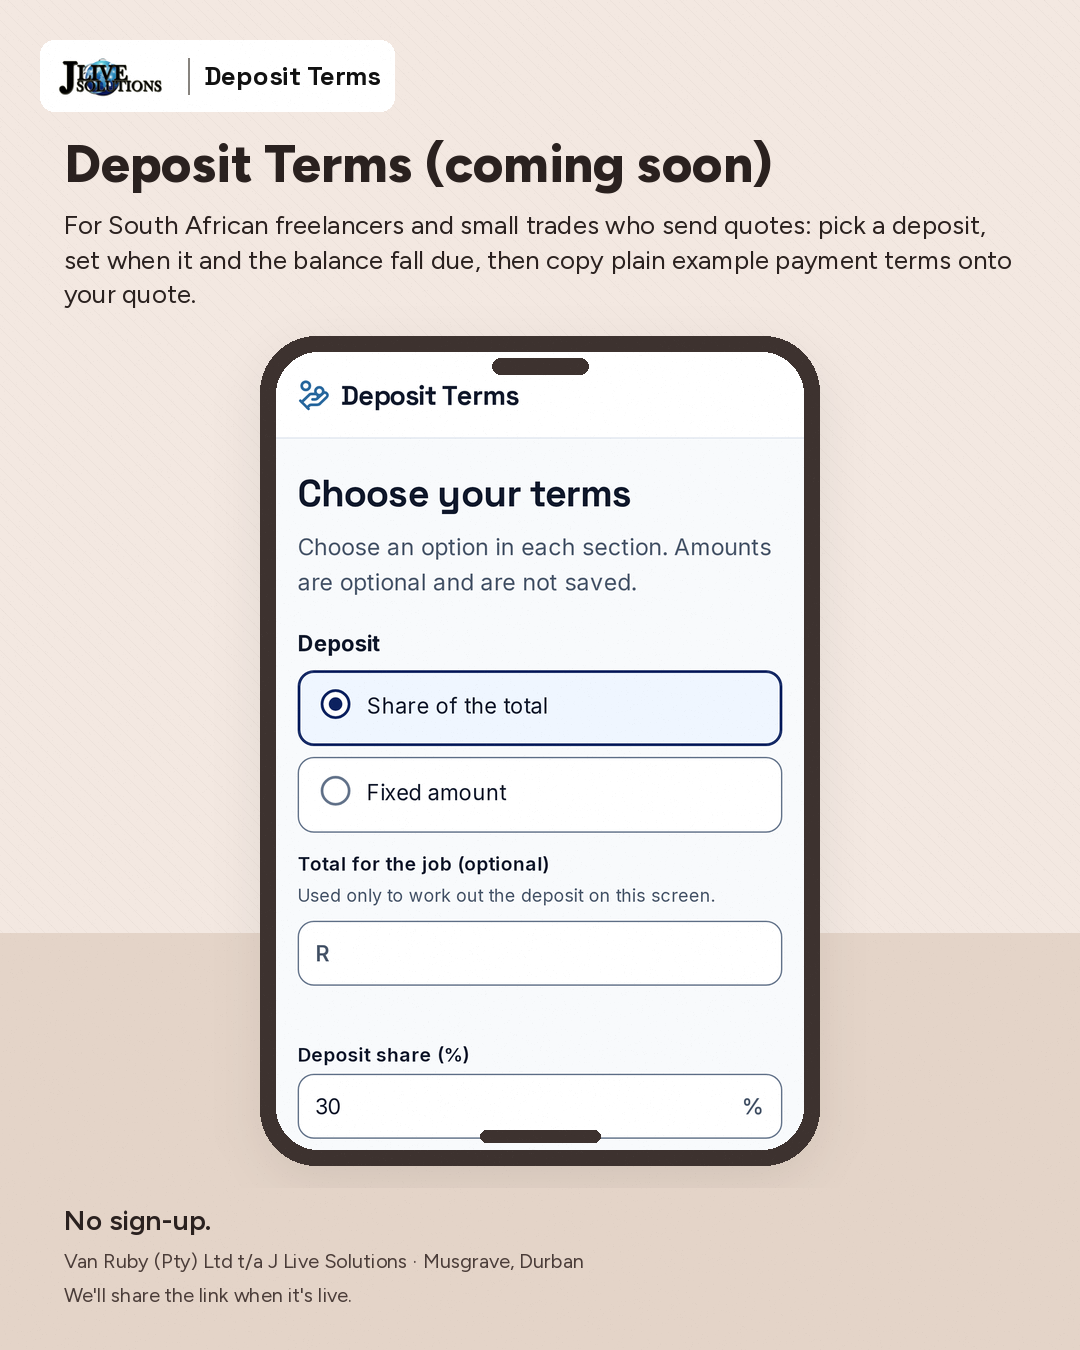 J LIVE
SOLUTIONS
Deposit Terms
Deposit Terms (coming soon)
For South African freelancers and small trades who send quotes: pick a deposit,
set when it and the balance fall due, then copy plain example payment terms onto
your quote.
Deposit Terms
Choose your terms
Choose an option in each section. Amounts
are optional and are not saved.
Deposit
Share of the total
Fixed amount
Total for the job (optional)
Used only to work out the deposit on this screen.
R
Deposit share (%)
30 %
No sign-up.
Van Ruby (Pty) Ltd t/a J Live Solutions · Musgrave, Durban
We'll share the link when it's live.